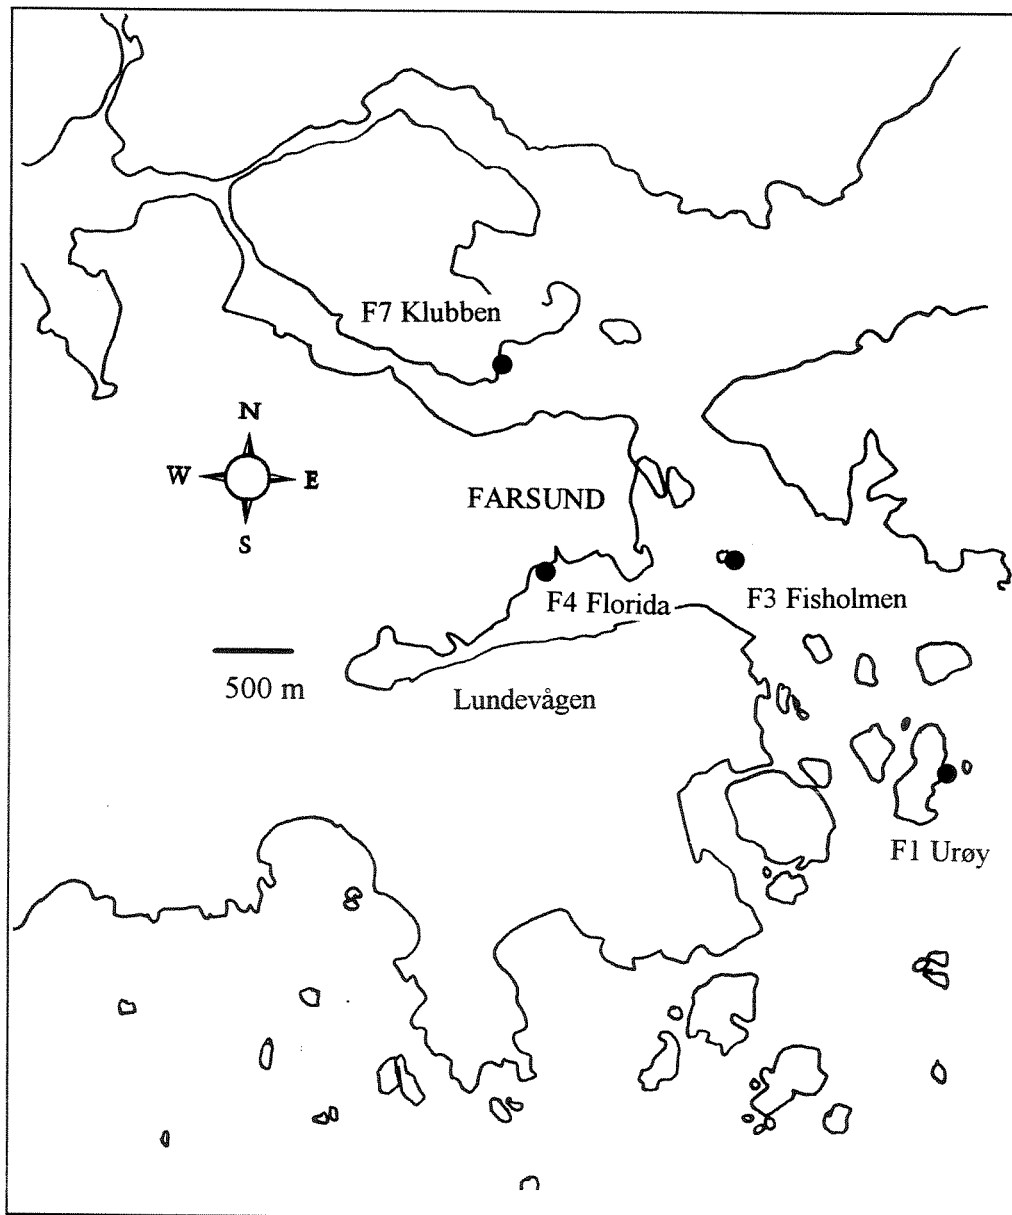 F7 Klubben
N
W
E
S
FARSUND
F4 Florida
F3 Fisholmen
500 m
Lundevågen
F1 Urøy